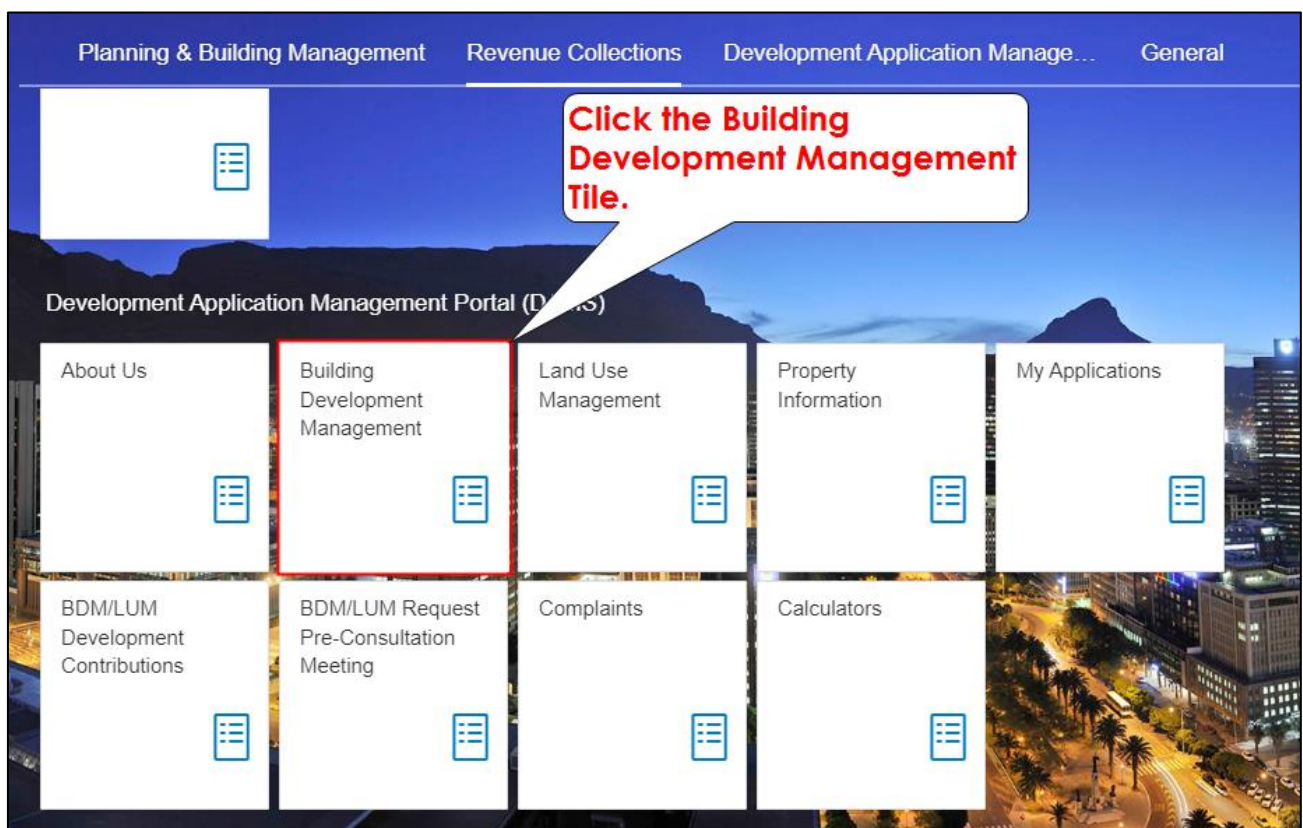 Planning & Building Management Revenue Collections Development Application Manage... General
Click the Building
Development Management
Tile.
Development Application Management Portal
About Us
Building
Development
Management
Land Use
Management
Property
Information
My Applications
BDM/LUM
Development
Contributions
BDM/LUM Request
Pre-Consultation
Meeting
Complaints
Calculators